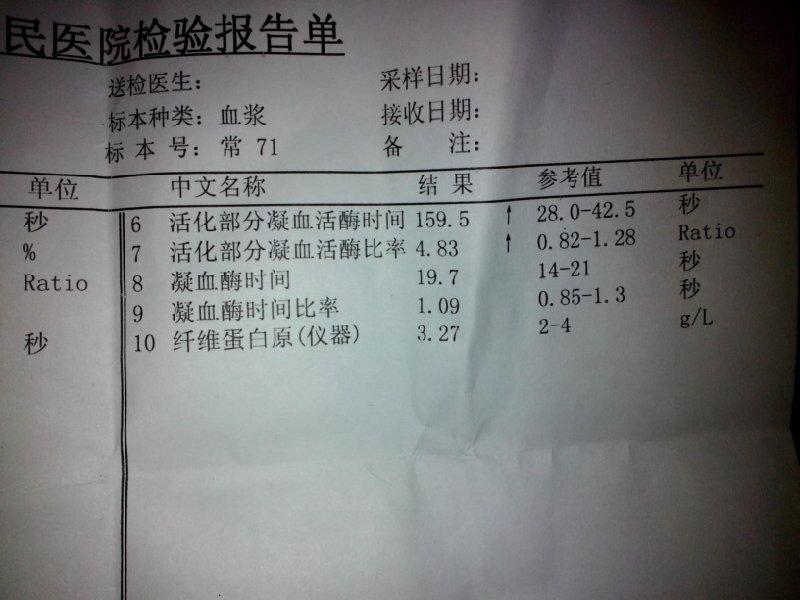 民医院检验报告单
送检医生: 采样日期:
标本种类: 血浆 接收日期:
标 本 号: 常 71 备 注:
单位 中文名称 结 果 参考值 单位
秒 6 活化部分凝血活酶时间 159.5 ↑ 28.0-42.5 秒
% 7 活化部分凝血活酶比率 4.83 ↑ 0.82-1.28 Ratio
Ratio 8 凝血酶时间 19.7 14-21 秒
9 凝血酶时间比率 1.09 0.85-1.3 秒
秒 10 纤维蛋白原(仪器) 3.27 2-4 g/L